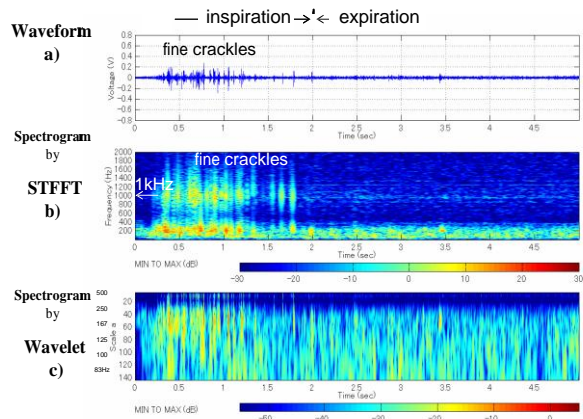 — inspiration → ← expiration
Waveform
a)
fine crackles
Voltage (V)
0.8
0.6
0.4
0.2
0
-0.2
-0.4
-0.6
-0.8
0 0.5 1 1.5 2 2.5 3 3.5 4 4.5
Time (sec)
Spectrogram
by
STFFT
b)
fine crackles
1kHz
Frequency (Hz)
2000
1800
1600
1400
1200
1000
800
600
400
200
0 0.5 1 1.5 2 2.5 3 3.5 4 4.5
Time (sec)
MIN TO MAX (dB)
-30 -20 -10 0 10 20 30
Spectrogram
by
Wavelet
c)
500
250
167
125
100
83Hz
Scale a
20
40
60
80
100
120
140
0 0.5 1 1.5 2 2.5 3 3.5 4 4.5
Time (sec)
MIN TO MAX (dB)
-50 -40 -30 -20 -10 0